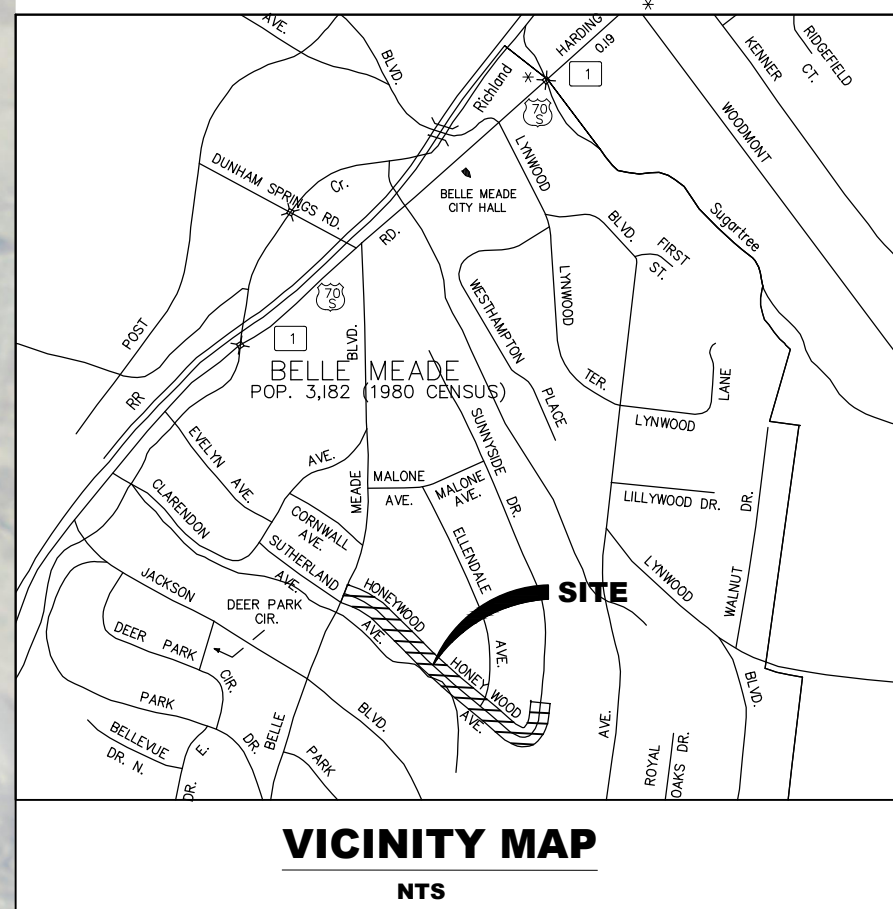 AVE.
BLVD.
HARDING
0.19
1
KENNER
RIDGEFIELD
CT.
WOODMONT
Richland
70
S
LYNWOOD
BLVD.
DUNHAM SPRINGS RD.
Cr.
BELLE MEADE
CITY HALL
RD.
Sugartree
FIRST
ST.
WESTHAMPTON
PLACE
LYNWOOD
TER.
POST
70
S
1
BLVD.
BELLE MEADE
POP. 3,182 (1980 CENSUS)
RR
LANE
LYNWOOD
SUNNYSIDE
DR.
EVELYN AVE.
AVE.
MEADE
MALONE
AVE.
MALONE
AVE.
LILLYWOOD DR.
DR.
WALNUT
CLARENDON
AVE.
CORNWALL
AVE.
SUTHERLAND
ELLENDALE
AVE.
LYNWOOD
BLVD.
JACKSON
BLVD.
DEER PARK
CIR.
HONEYWOOD
AVE.
SITE
DEER PARK
CIR.
HONEY WOOD
AVE.
PARK
DR.
BELLE
BELLEVUE
DR. N.
DR. E.
PARK
AVE.
ROYAL
OAKS DR.
VICINITY MAP
NTS